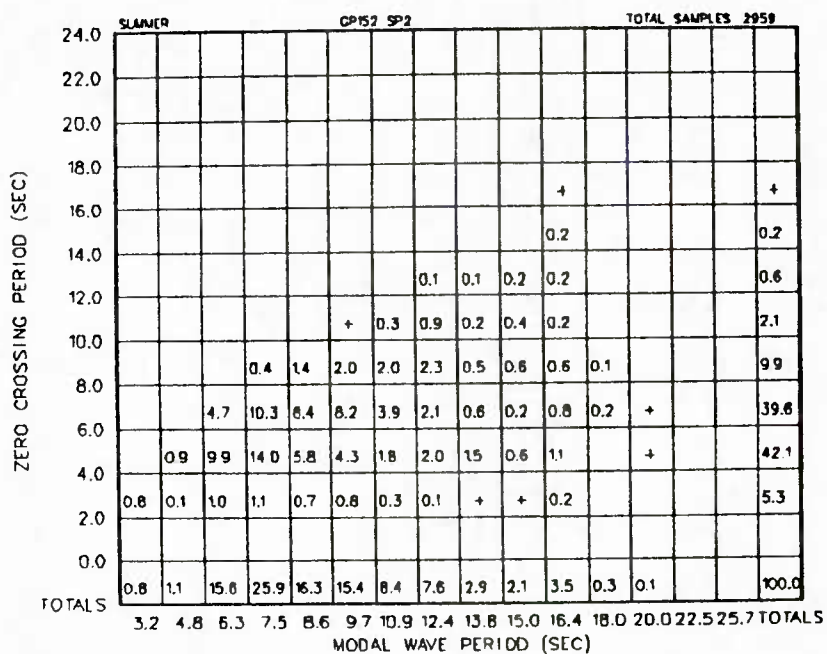 SUMMER GP152 SP2 TOTAL SAMPLES 2959
24.0
22.0
20.0
18.0
+ +
16.0
0.2 0.2
14.0
0.1 0.1 0.2 0.2 0.6
12.0
+ 0.3 0.9 0.2 0.4 0.2 2.1
10.0
0.4 1.4 2.0 2.0 2.3 0.5 0.6 0.6 0.1 9.9
8.0
4.7 10.3 8.4 8.2 3.9 2.1 0.6 0.2 0.8 0.2 + 39.6
6.0
0.9 9.9 14.0 5.8 4.3 1.8 2.0 1.5 0.6 1.1 + 42.1
4.0
0.8 0.1 1.0 1.1 0.7 0.8 0.3 0.1 + + 0.2 5.3
2.0
0.0
0.8 1.1 15.6 25.9 16.3 15.4 8.4 7.6 2.9 2.1 3.5 0.3 0.1 100.0
TOTALS
3.2 4.8 6.3 7.5 8.6 9.7 10.9 12.4 13.8 15.0 16.4 18.0 20.0 22.5 25.7 TOTALS
MODAL WAVE PERIOD (SEC)
ZERO CROSSING PERIOD (SEC)